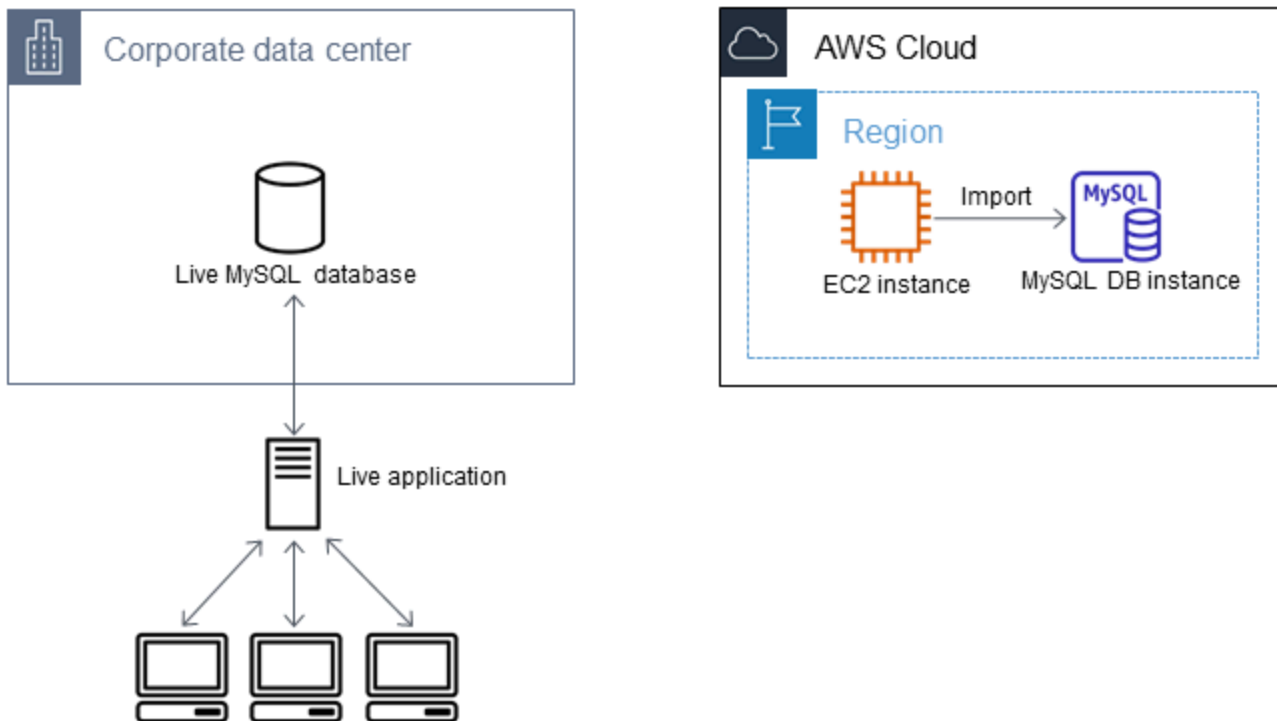 Corporate data center
Live MySQL database
Live application
AWS Cloud
Region
Import
MySQL
EC2 instance
MySQL DB instance